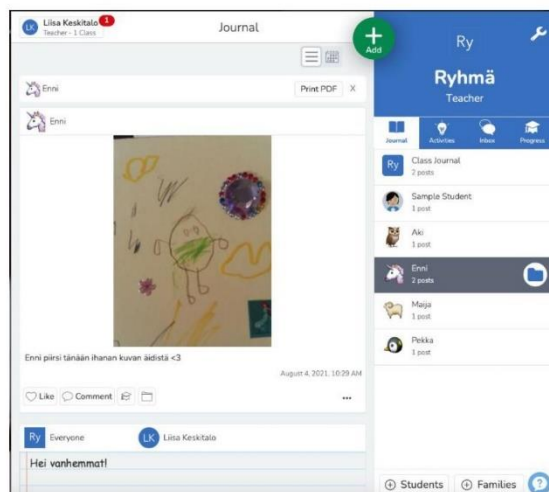 LK
Liisa Keskitalo
1
Teacher - 1 Class
Journal
Add
Enni
Print PDF X
Enni
Enni piirsi tänään ihanan kuvan äidistä <3
August 4, 2021, 10:29 AM
Like
Comment
...
Ry
Everyone
LK
Liisa Keskitalo
Hei vanhemmat!
Ry
Ryhmä
Teacher
Journal
Activities
Inbox
Progress
Ry
Class Journal
2 posts
Sample Student
1 post
Aki
1 post
Enni
2 posts
Maija
1 post
Pekka
1 post
Students
Families
?